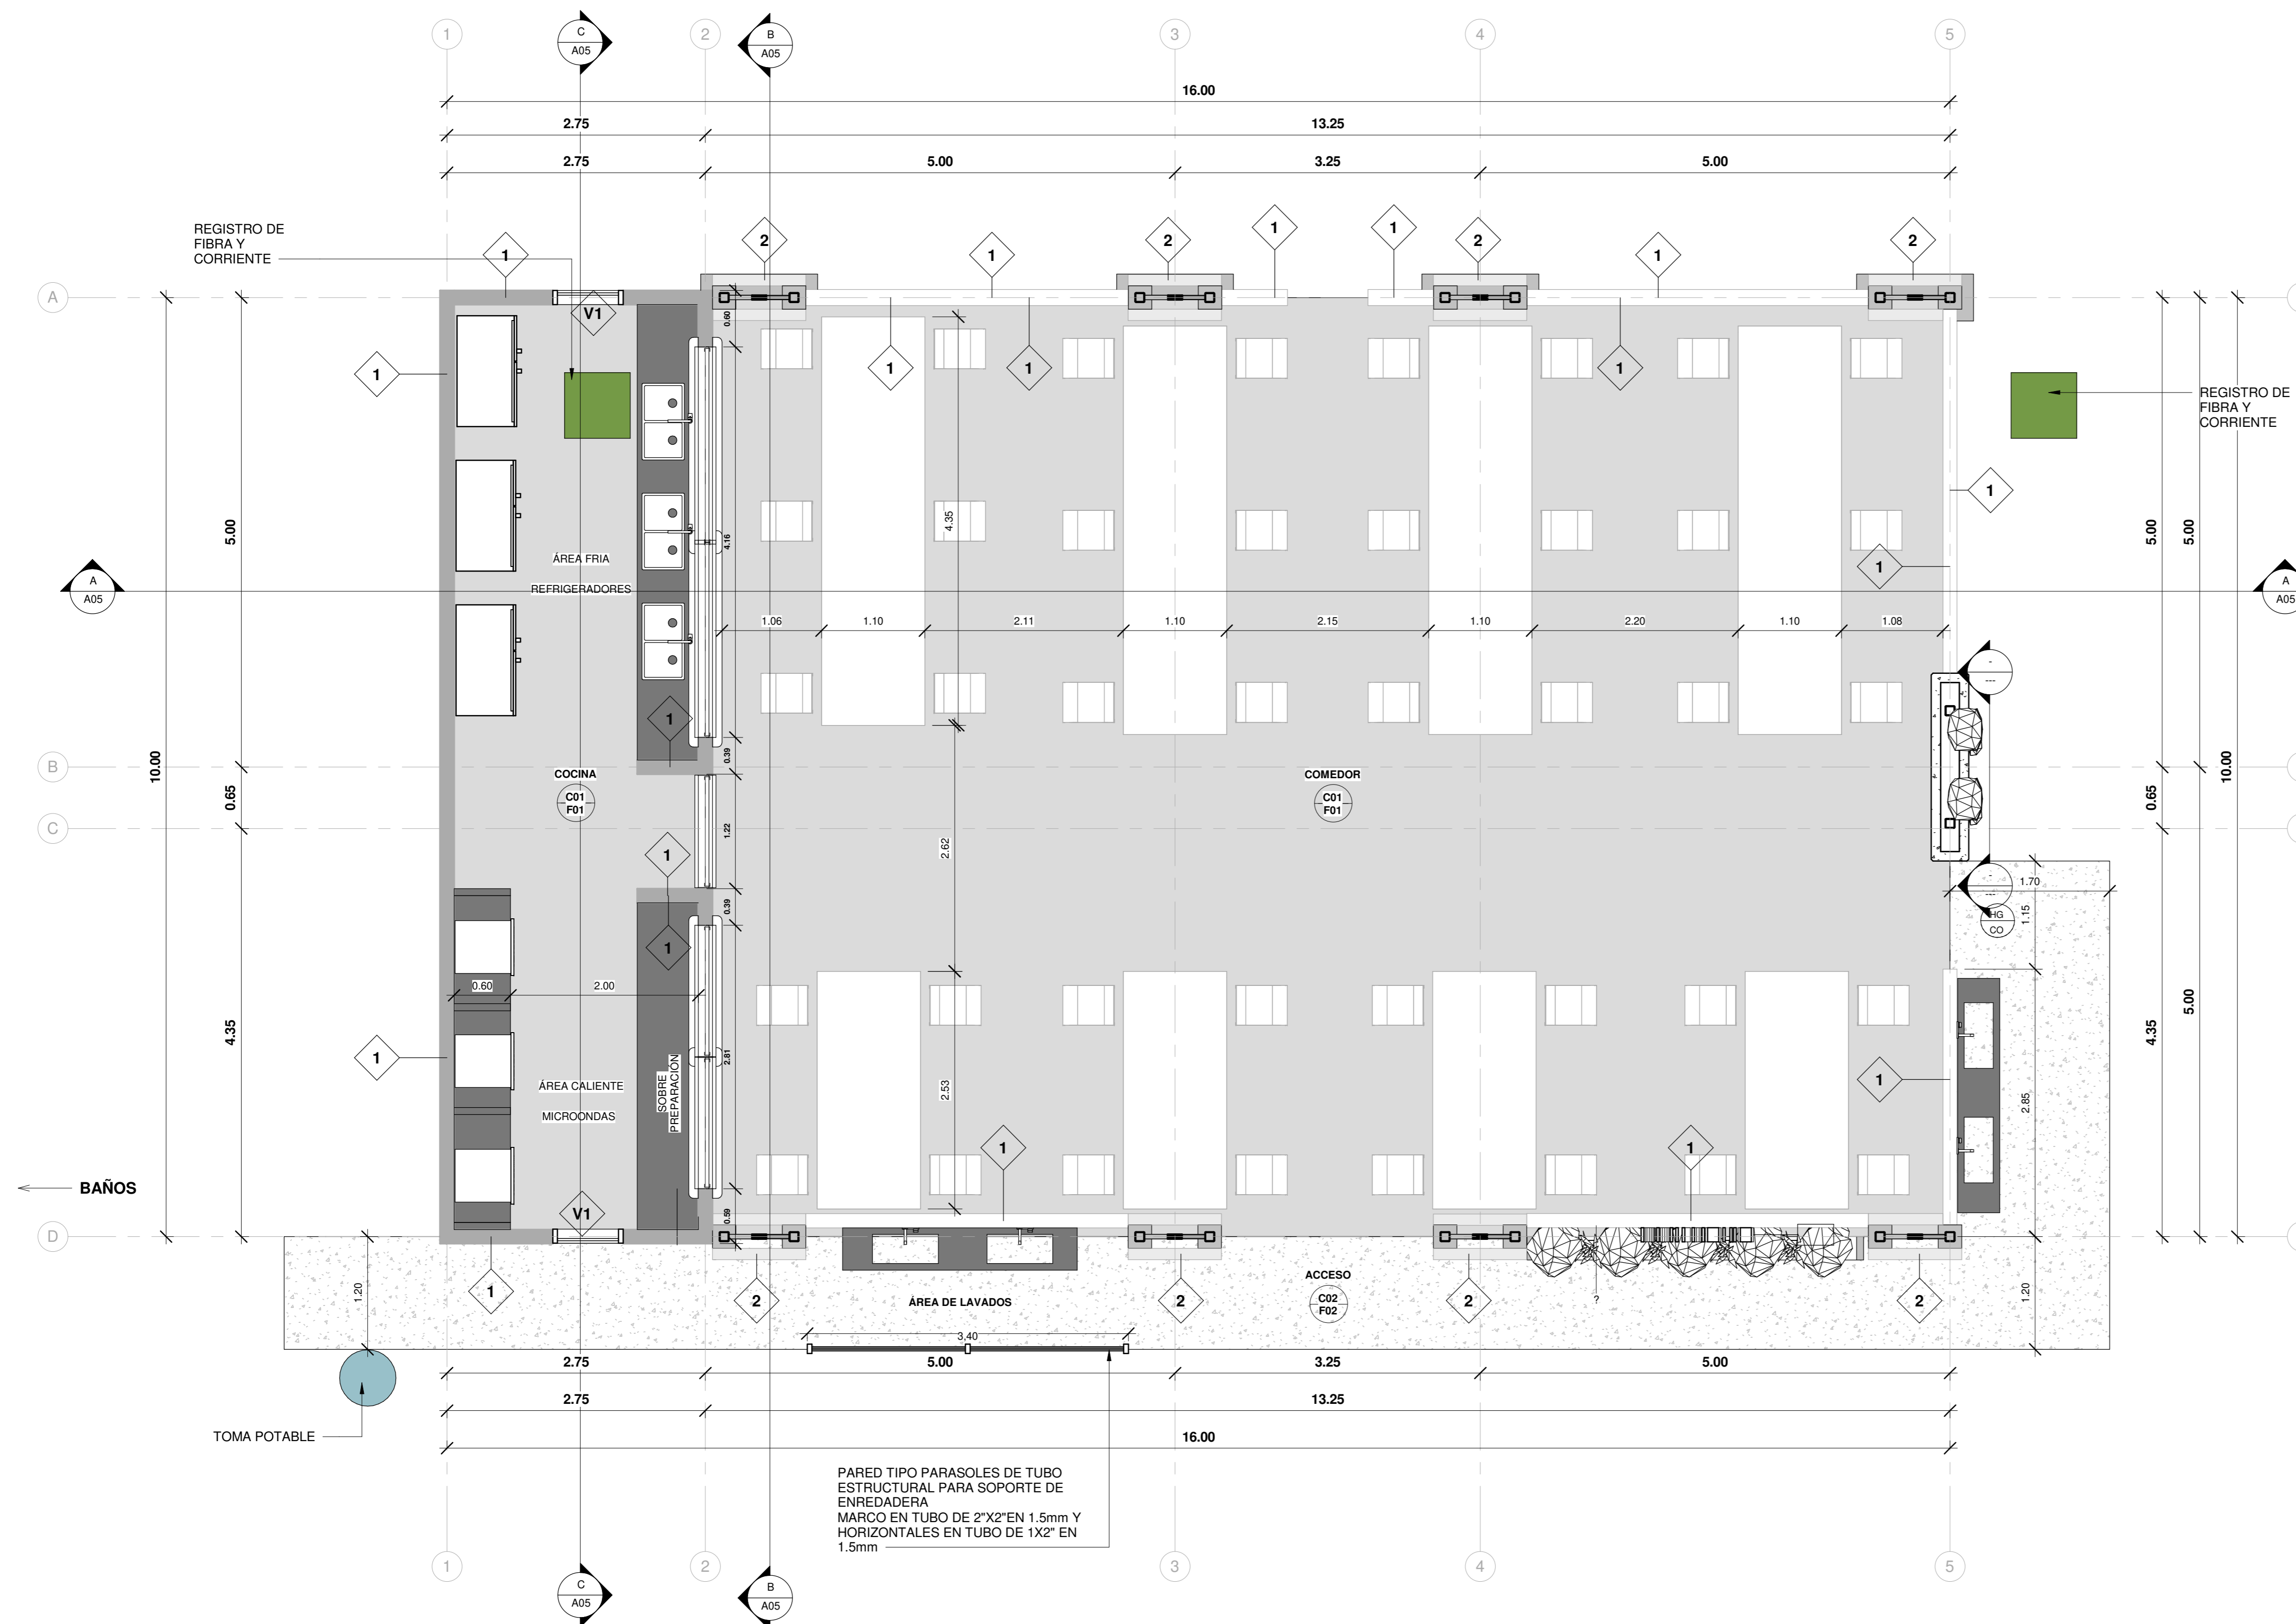 1
C
A05
2
B
A05
3
4
5
16.00
2.75
13.25
2.75
5.00
3.25
5.00
REGISTRO DE
FIBRA Y
CORRIENTE
1
2
1
2
1
1
2
1
2
A
V1
0.60
1
1
1
1
REGISTRO DE
FIBRA Y
CORRIENTE
1
5.00
4.35
4.16
5.00
5.00
ÁREA FRIA
REFRIGERADORES
1
A
A05
A
A05
1.06
1.10
2.11
1.10
2.15
1.10
2.20
1.10
1.08
-
---
1
0.39
10.00
B
0.65
COCINA
C01
F01
COMEDOR
C01
F01
0.65
10.00
C
1.22
2.62
1
0.39
-
---
1.70
1.15
HG
CO
1
0.60
2.00
4.35
1
2.81
2.53
ÁREA CALIENTE
MICROONDAS
SOBRE
PREPARACIÓN
1
1
1
2.85
4.35
5.00
BAÑOS
V1
0.59
D
1.20
1
2
ÁREA DE LAVADOS
2
ACCESO
C02
F02
2
?
2
1.20
3.40
2.75
5.00
3.25
5.00
2.75
13.25
TOMA POTABLE
16.00
PARED TIPO PARASOLES DE TUBO
ESTRUCTURAL PARA SOPORTE DE
ENREDADERA
MARCO EN TUBO DE 2"X2"EN 1.5mm Y
HORIZONTALES EN TUBO DE 1X2" EN
1.5mm
1
C
A05
2
B
A05
3
4
5